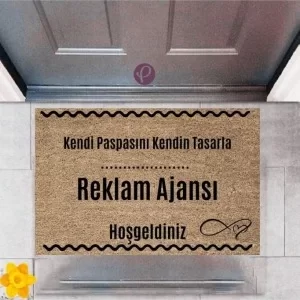 Kendi Paspasını Kendin Tasarla
....................
Reklam Ajansı
Hoşgeldiniz